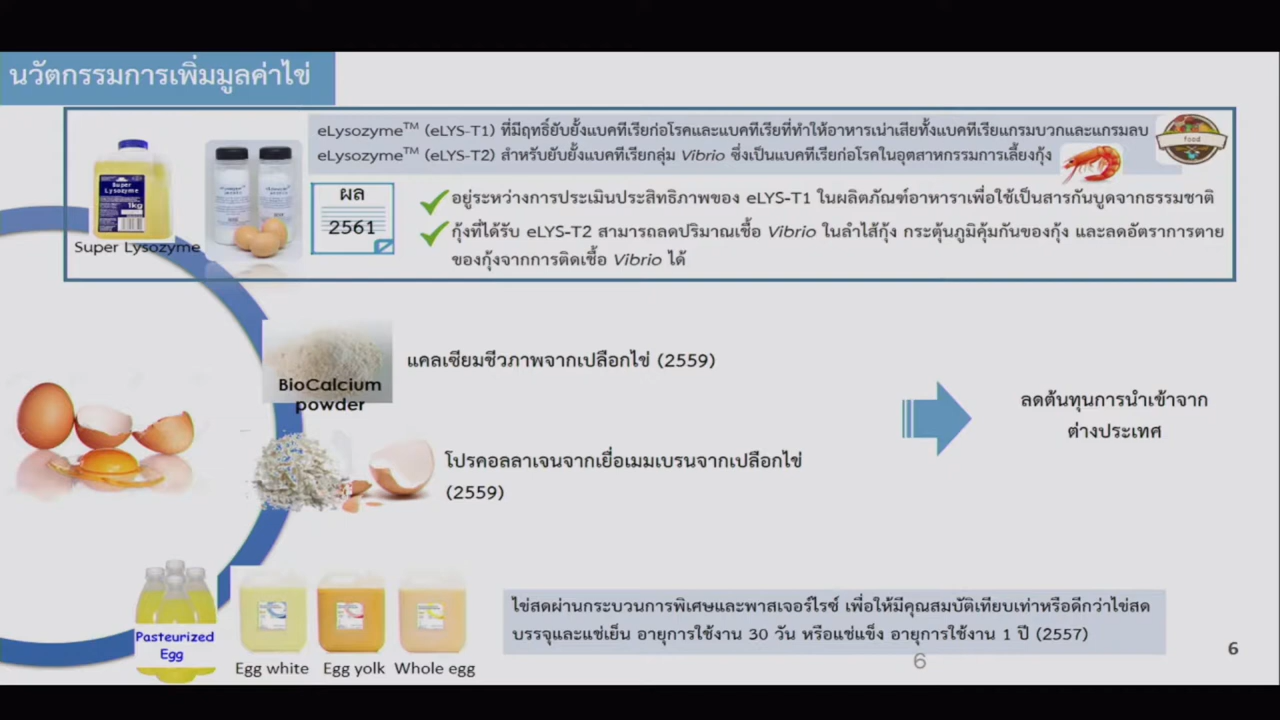 นวัตกรรมการเพิ่มมูลค่าไข่
eLysozyme™ (eLYS-T1) ที่มีฤทธิ์ยับยั้งแบคทีเรียก่อโรคและแบคทีเรียที่ทำให้อาหารเน่าเสียทั้งแบคทีเรียแกรมบวกและแกรมลบ
eLysozyme™ (eLYS-T2) สำหรับยับยั้งแบคทีเรียกลุ่ม Vibrio ซึ่งเป็นแบคทีเรียก่อโรคในอุตสาหกรรมการเลี้ยงกุ้ง
food
Super
Lysozyme
1kg
Super Lysozyme
ผล
2561
อยู่ระหว่างการประเมินประสิทธิภาพของ eLYS-T1 ในผลิตภัณฑ์อาหาราเพื่อใช้เป็นสารกันบูดจากธรรมชาติ
กุ้งที่ได้รับ eLYS-T2 สามารถลดปริมาณเชื้อ Vibrio ในลำไส้กุ้ง กระตุ้นภูมิคุ้มกันของกุ้ง และลดอัตราการตาย
ของกุ้งจากการติดเชื้อ Vibrio ได้
BioCalcium
powder
แคลเซียมชีวภาพจากเปลือกไข่ (2559)
ลดต้นทุนการนำเข้าจาก
ต่างประเทศ
โปรคอลลาเจนจากเยื่อเมมเบรนจากเปลือกไข่
(2559)
Pasteurized
Egg
Egg white
Egg yolk
Whole egg
ไข่สดผ่านกระบวนการพิเศษและพาสเจอร์ไรซ์ เพื่อให้มีคุณสมบัติเทียบเท่าหรือดีกว่าไข่สด
บรรจุและแช่เย็น อายุการใช้งาน 30 วัน หรือแช่แข็ง อายุการใช้งาน 1 ปี (2557)
6
6